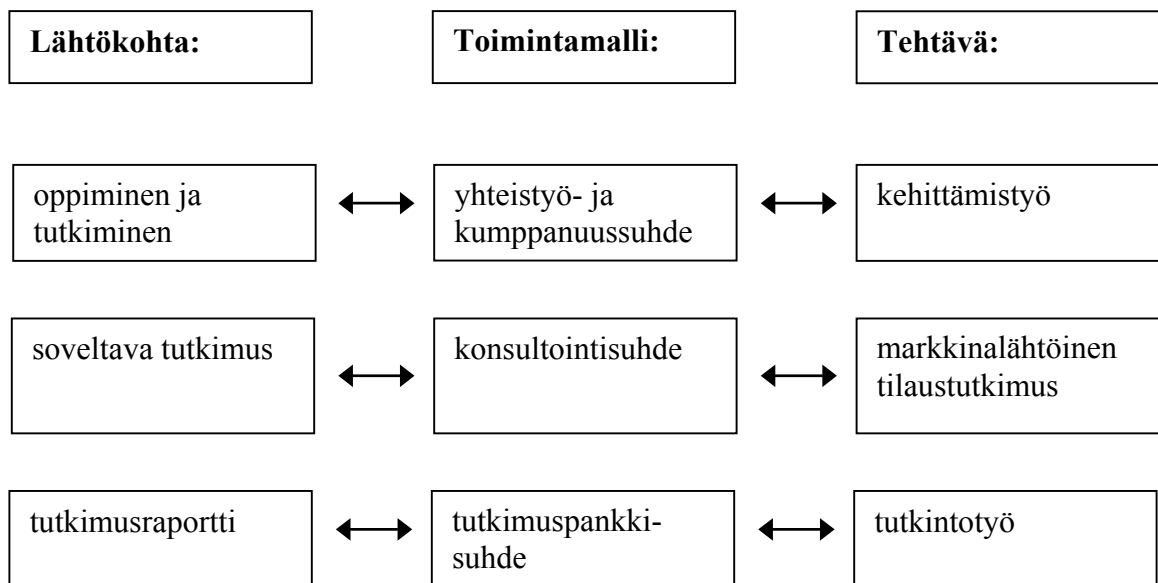 Lähtökohta:
Toimintamalli:
Tehtävä:
oppiminen ja
tutkiminen
yhteistyö- ja
kumppanuussuhde
kehittämistyö
soveltava tutkimus
konsultointisuhde
markkinalähtöinen
tilaustutkimus
tutkimusraportti
tutkimuspankki-
suhde
tutkintotyö